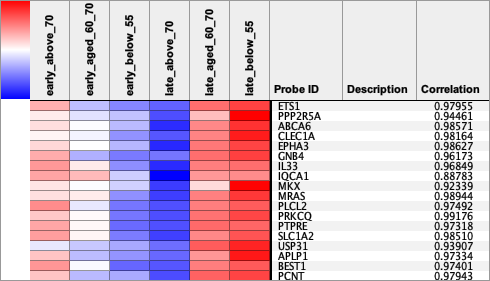 early_above_70
early_aged_60_70
early_below_55
late_above_70
late_aged_60_70
late_below_55
Probe ID Description Correlation
ETS1 0.97955
PPP2R5A 0.94461
ABCA6 0.98571
CLEC1A 0.98164
EPHA3 0.98627
GNB4 0.96173
IL33 0.96849
IQCA1 0.88783
MKX 0.92339
MRAS 0.98944
PLCL2 0.97492
PRKCQ 0.99176
PTPRE 0.97318
SLC1A2 0.98510
USP31 0.93907
APLP1 0.97334
BEST1 0.97401
PCNT 0.97943